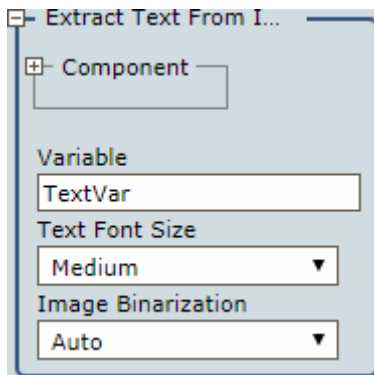 Extract Text From I...
Component
Variable
TextVar
Text Font Size
Medium
Image Binarization
Auto